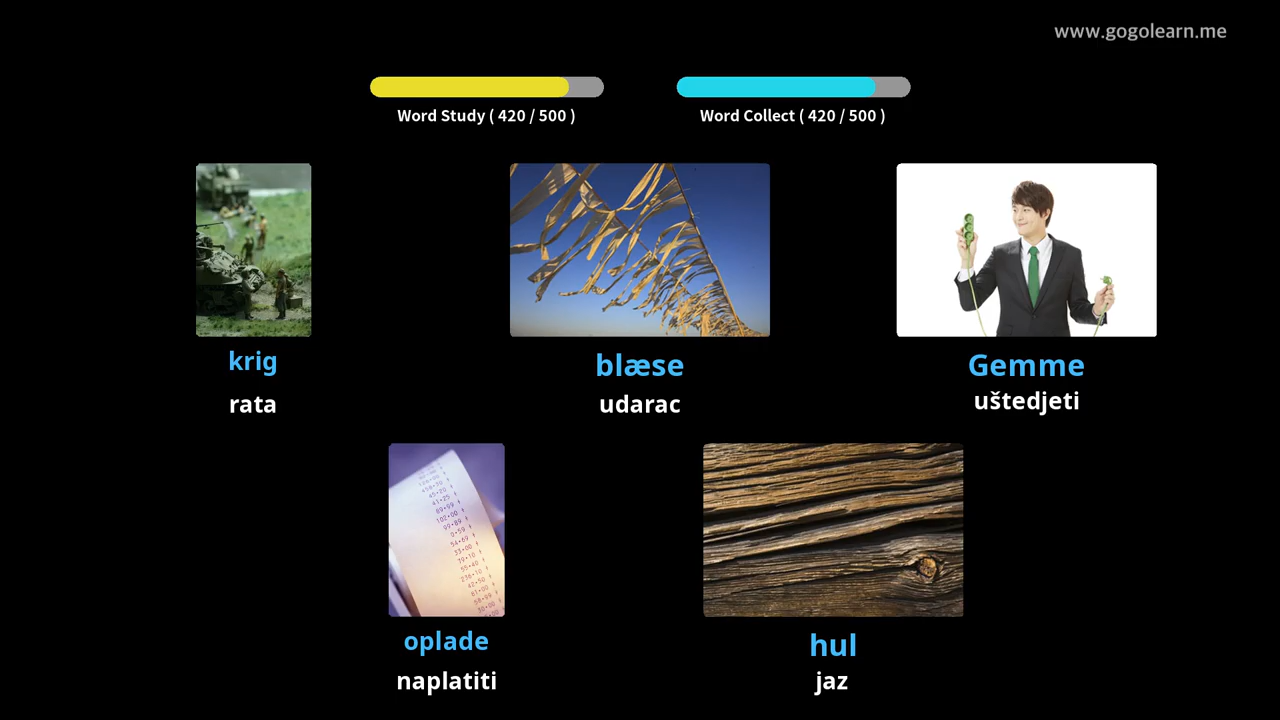 www.gogolearn.me
Word Study ( 420 / 500 )
Word Collect ( 420 / 500 )
krig
rata
blæse
udarac
Gemme
uštedjeti
oplade
naplatiti
hul
jaz